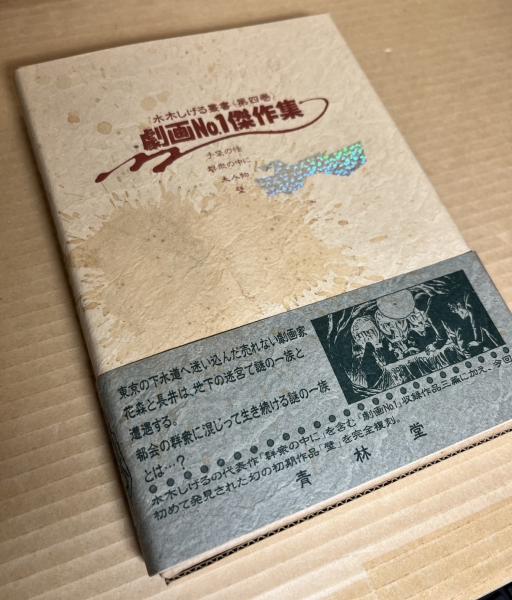 水木しげる叢書〈第四巻〉
劇画No.1傑作集
群衆の中に
大人物
壁
東京の下水道へ迷い込んだ売れない劇画家
花森と長井は、地下の迷宮で謎の一族と
遭遇する。
都会の群衆に混じって生き続ける謎の一族
とは…?
水木しげるの代表作「群衆の中に」を含む「劇画No.1」収録作品三編に加え、今回
初めて発見された幻の初期作品「壁」を完全復刻。
青林堂